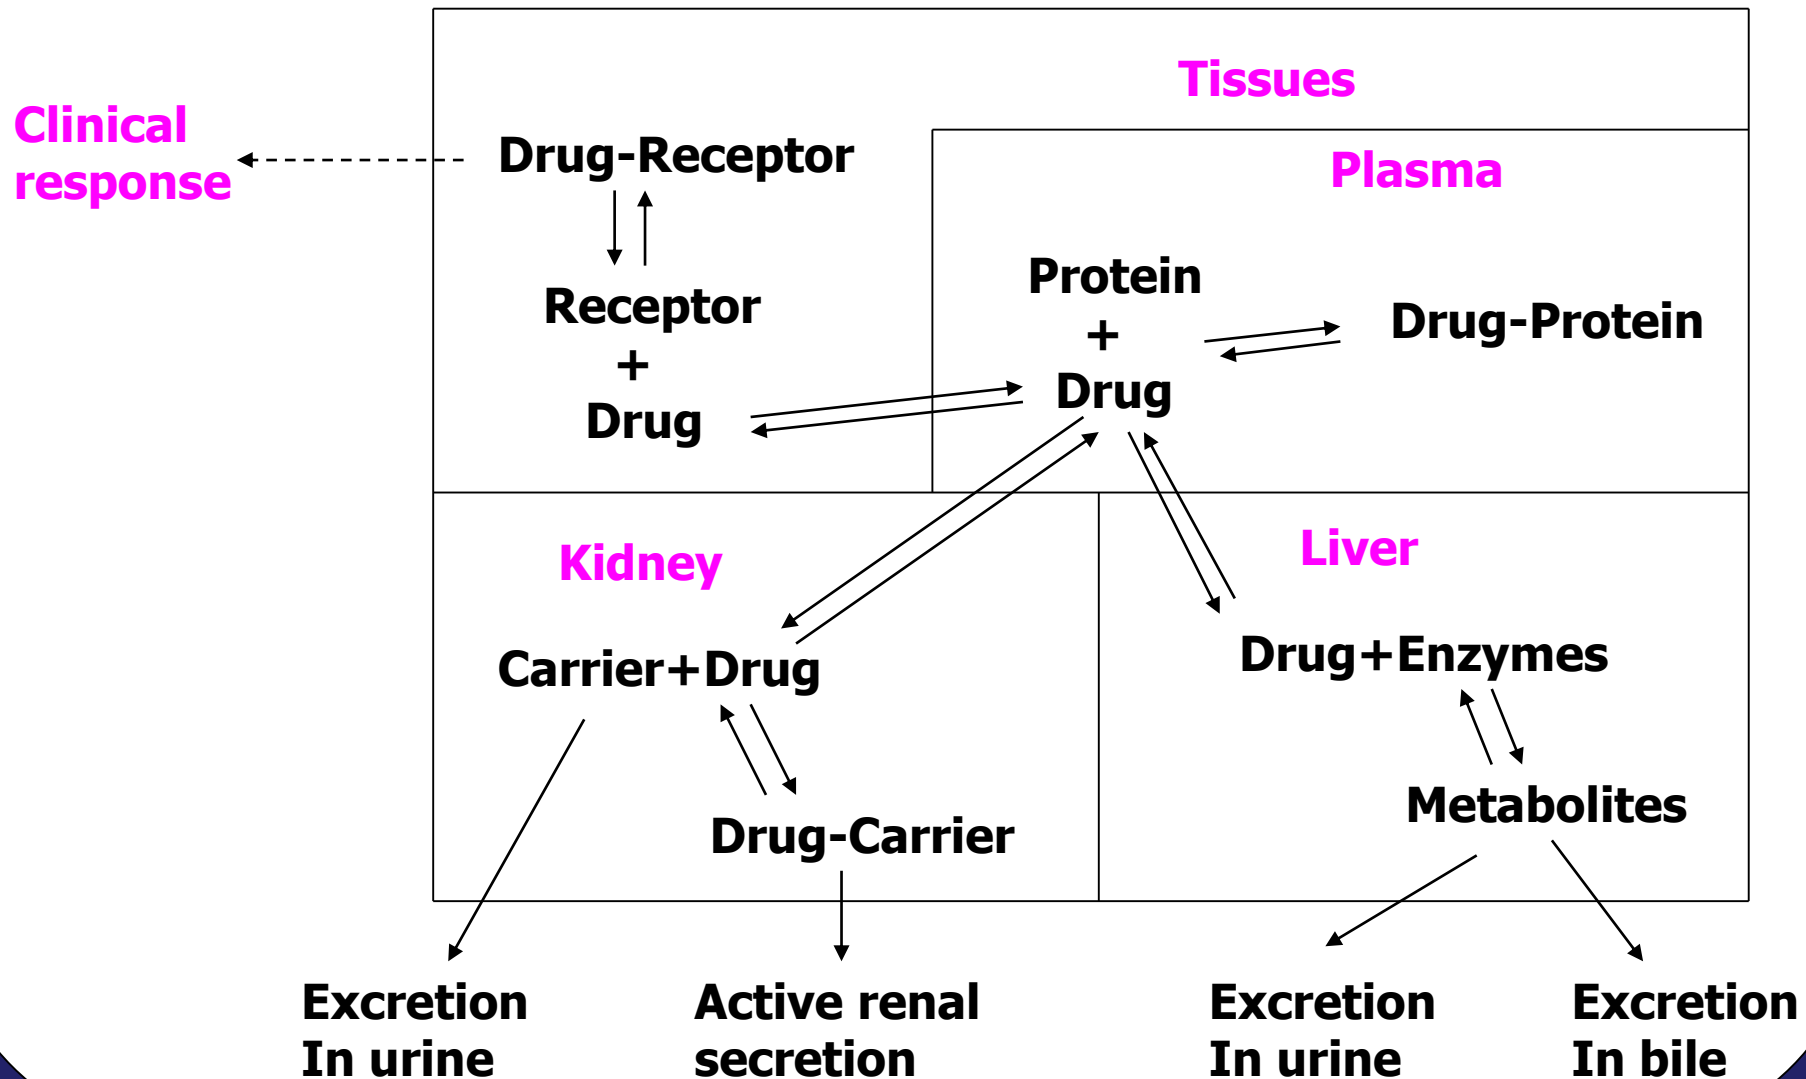 Tissues
Clinical
response
Drug-Receptor
Plasma
Protein
+
Drug
Drug-Protein
Receptor
+
Drug
Kidney
Liver
Carrier+Drug
Drug+Enzymes
Drug-Carrier
Metabolites
Excretion
In urine
Active renal
secretion
Excretion
In urine
Excretion
In bile